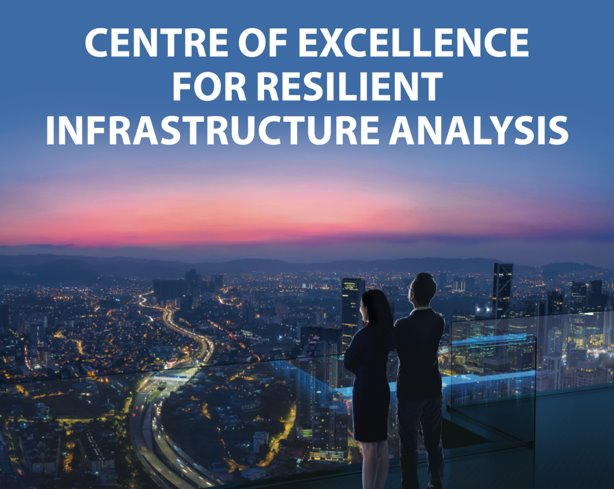 CENTRE OF EXCELLENCE
FOR RESILIENT
INFRASTRUCTURE ANALYSIS